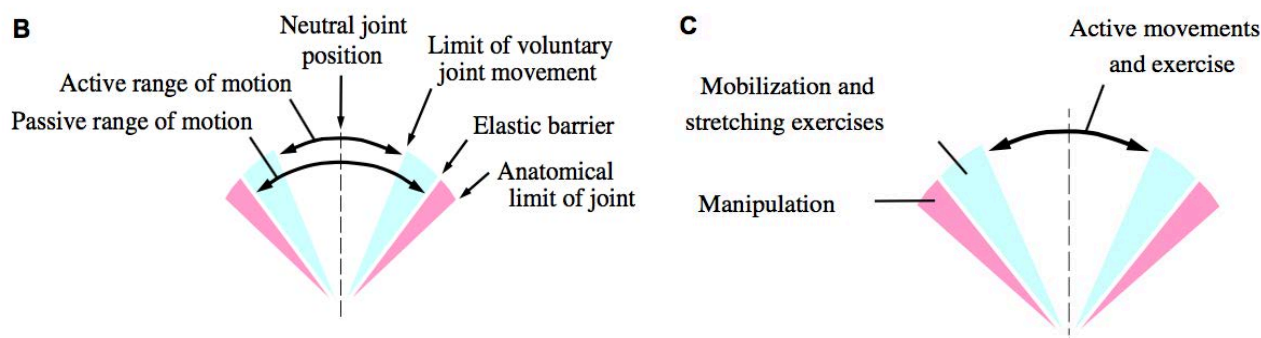 B
Neutral joint
position
Limit of voluntary
joint movement
Active range of motion
Passive range of motion
Elastic barrier
Anatomical
limit of joint
C
Active movements
and exercise
Mobilization and
stretching exercises
Manipulation